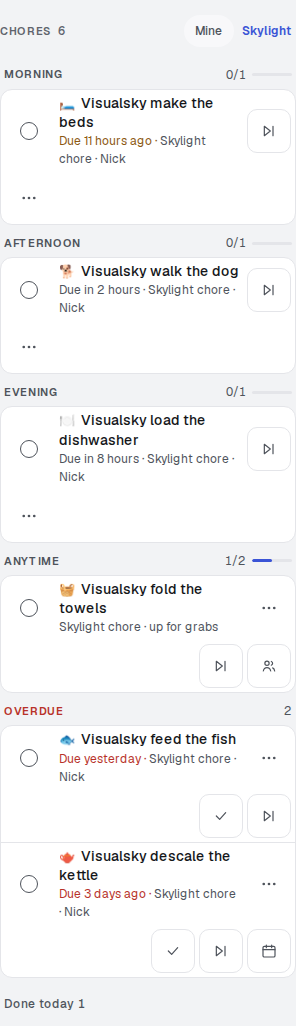 CHORES 6 Mine Skylight
MORNING 0/1
Visualsky make the
beds
Due 11 hours ago · Skylight
chore · Nick
AFTERNOON 0/1
Visualsky walk the dog
Due in 2 hours · Skylight chore ·
Nick
EVENING 0/1
Visualsky load the
dishwasher
Due in 8 hours · Skylight chore ·
Nick
ANYTIME 1/2
Visualsky fold the
towels
Skylight chore · up for grabs
OVERDUE 2
Visualsky feed the fish
Due yesterday · Skylight chore ·
Nick
Visualsky descale the
kettle
Due 3 days ago · Skylight chore
· Nick
Done today 1